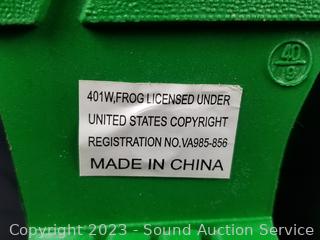 40
19
401W,FROG LICENSED UNDER
UNITED STATES COPYRIGHT
REGISTRATION NO.VA985-856
MADE IN CHINA
Copyright 2023 - Sound Auction Service